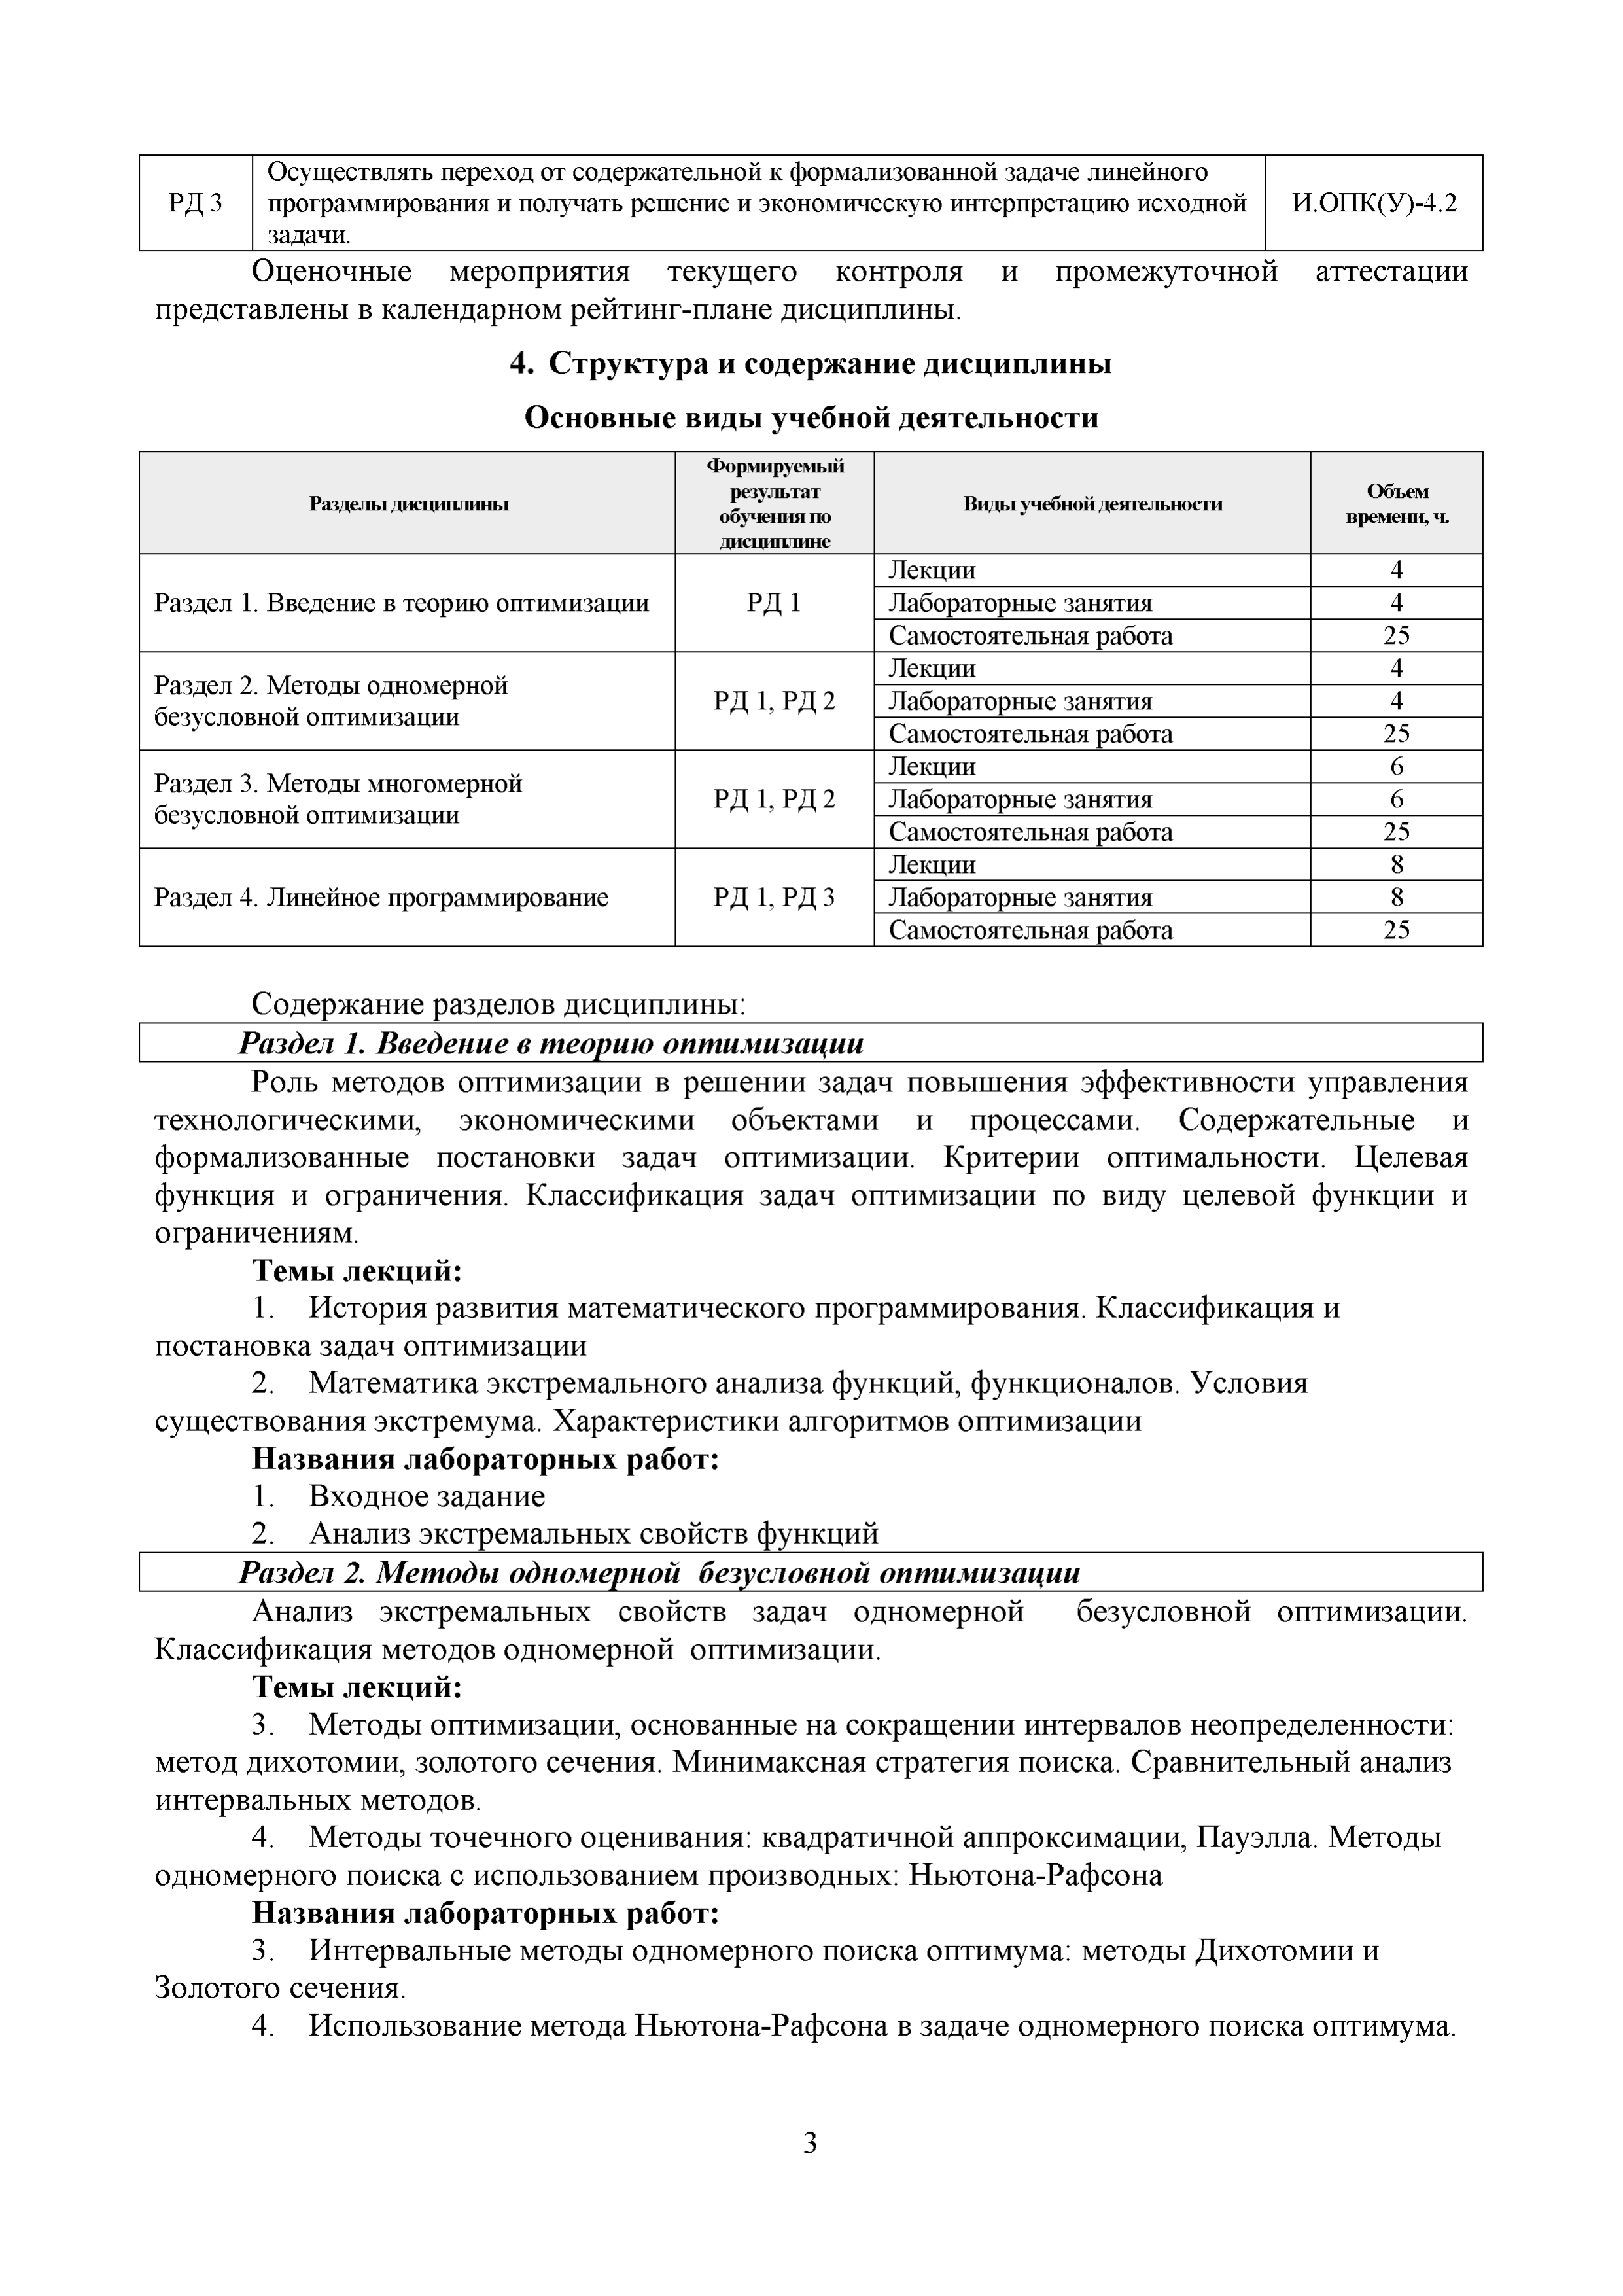 РД 3
Осуществлять переход от содержательной к формализованной задаче линейного
программирования и получать решение и экономическую интерпретацию исходной
задачи.
И.ОПК(У)-4.2
Оценочные мероприятия текущего контроля и промежуточной аттестации
представлены в календарном рейтинг-плане дисциплины.
4. Структура и содержание дисциплины
Основные виды учебной деятельности
Разделы дисциплины
Формируемый
результат
обучения по
дисциплине
Виды учебной деятельности
Объем
времени, ч.
Раздел 1. Введение в теорию оптимизации
РД 1
Лекции 4
Лабораторные занятия 4
Самостоятельная работа 25
Раздел 2. Методы одномерной
безусловной оптимизации
РД 1, РД 2
Лекции 4
Лабораторные занятия 4
Самостоятельная работа 25
Раздел 3. Методы многомерной
безусловной оптимизации
РД 1, РД 2
Лекции 6
Лабораторные занятия 6
Самостоятельная работа 25
Раздел 4. Линейное программирование
РД 1, РД 3
Лекции 8
Лабораторные занятия 8
Самостоятельная работа 25
Содержание разделов дисциплины:
Раздел 1. Введение в теорию оптимизации
Роль методов оптимизации в решении задач повышения эффективности управления
технологическими, экономическими объектами и процессами. Содержательные и
формализованные постановки задач оптимизации. Критерии оптимальности. Целевая
функция и ограничения. Классификация задач оптимизации по виду целевой функции и
ограничениям.
Темы лекций:
1. История развития математического программирования. Классификация и
постановка задач оптимизации
2. Математика экстремального анализа функций, функционалов. Условия
существования экстремума. Характеристики алгоритмов оптимизации
Названия лабораторных работ:
1. Входное задание
2. Анализ экстремальных свойств функций
Раздел 2. Методы одномерной безусловной оптимизации
Анализ экстремальных свойств задач одномерной безусловной оптимизации.
Классификация методов одномерной оптимизации.
Темы лекций:
3. Методы оптимизации, основанные на сокращении интервалов неопределенности:
метод дихотомии, золотого сечения. Минимаксная стратегия поиска. Сравнительный анализ
интервальных методов.
4. Методы точечного оценивания: квадратичной аппроксимации, Пауэлла. Методы
одномерного поиска с использованием производных: Ньютона-Рафсона
Названия лабораторных работ:
3. Интервальные методы одномерного поиска оптимума: методы Дихотомии и
Золотого сечения.
4. Использование метода Ньютона-Рафсона в задаче одномерного поиска оптимума.
3